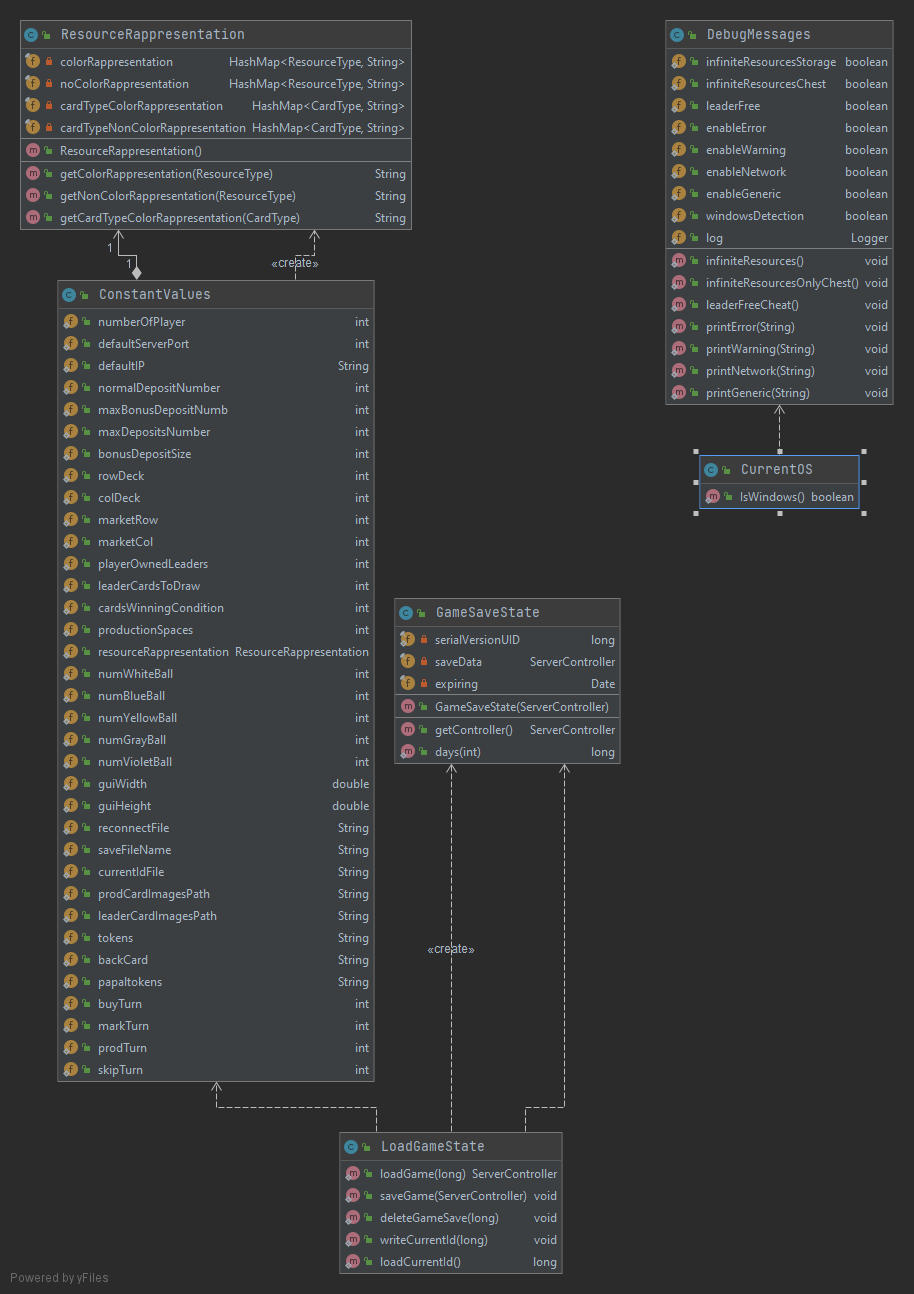 ResourceRappresentation
colorRappresentation HashMap<ResourceType, String>
noColorRappresentation HashMap<ResourceType, String>
cardTypeColorRappresentation HashMap<CardType, String>
cardTypeNonColorRappresentation HashMap<CardType, String>
ResourceRappresentation()
getColorRappresentation(ResourceType) String
getNonColorRappresentation(ResourceType) String
getCardTypeColorRappresentation(CardType) String
DebugMessages
infiniteResourcesStorage boolean
infiniteResourcesChest boolean
leaderFree boolean
enableError boolean
enableWarning boolean
enableNetwork boolean
enableGeneric boolean
windowsDetection boolean
log Logger
infiniteResources() void
infiniteResourcesOnlyChest() void
leaderFreeCheat() void
printError(String) void
printWarning(String) void
printNetwork(String) void
printGeneric(String) void
1
1
«create»
ConstantValues
numberOfPlayer int
defaultServerPort int
defaultIP String
normalDepositNumber int
maxBonusDepositNumb int
maxDepositsNumber int
bonusDepositSize int
rowDeck int
colDeck int
marketRow int
marketCol int
playerOwnedLeaders int
leaderCardsToDraw int
cardsWinningCondition int
productionSpaces int
resourceRappresentation ResourceRappresentation
numWhiteBall int
numBlueBall int
numYellowBall int
numGrayBall int
numVioletBall int
guiWidth double
guiHeight double
reconnectFile String
saveFileName String
currentIdFile String
prodCardImagesPath String
leaderCardImagesPath String
tokens String
backCard String
papaltokens String
buyTurn int
markTurn int
prodTurn int
skipTurn int
CurrentOS
IsWindows() boolean
GameSaveState
serialVersionUID long
saveData ServerController
expiring Date
GameSaveState(ServerController)
getController() ServerController
days(int) long
«create»
LoadGameState
loadGame(long) ServerController
saveGame(ServerController) void
deleteGameSave(long) void
writeCurrentId(long) void
loadCurrentId() long
Powered by yFiles